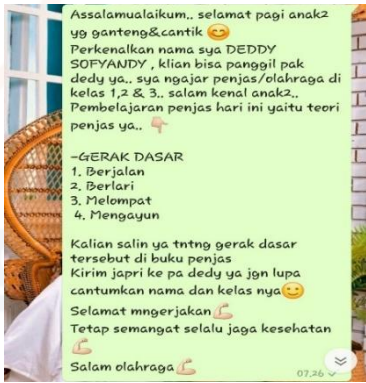 Assalamualaikum.. selamat pagi anak2
yg ganteng&cantik 😊
Perkenalkan nama sya DEDDY
SOFYANDY , klian bisa panggil pak
dedy ya.. sya ngajar penjas/olahraga di
kelas 1,2 & 3.. salam kenal anak2..
Pembelajaran penjas hari ini yaitu teori
penjas ya.. 👇🏻
-GERAK DASAR
1. Berjalan
2. Berlari
3. Melompat
4. Mengayun
Kalian salin ya tntng gerak dasar
tersebut di buku penjas
Kirim japri ke pa dedy ya jgn lupa
cantumkan nama dan kelas nya🙂
Selamat mngerjakan💪🏻
Tetap semangat selalu jaga kesehatan
💪🏻
Salam olahraga💪🏻
07.26